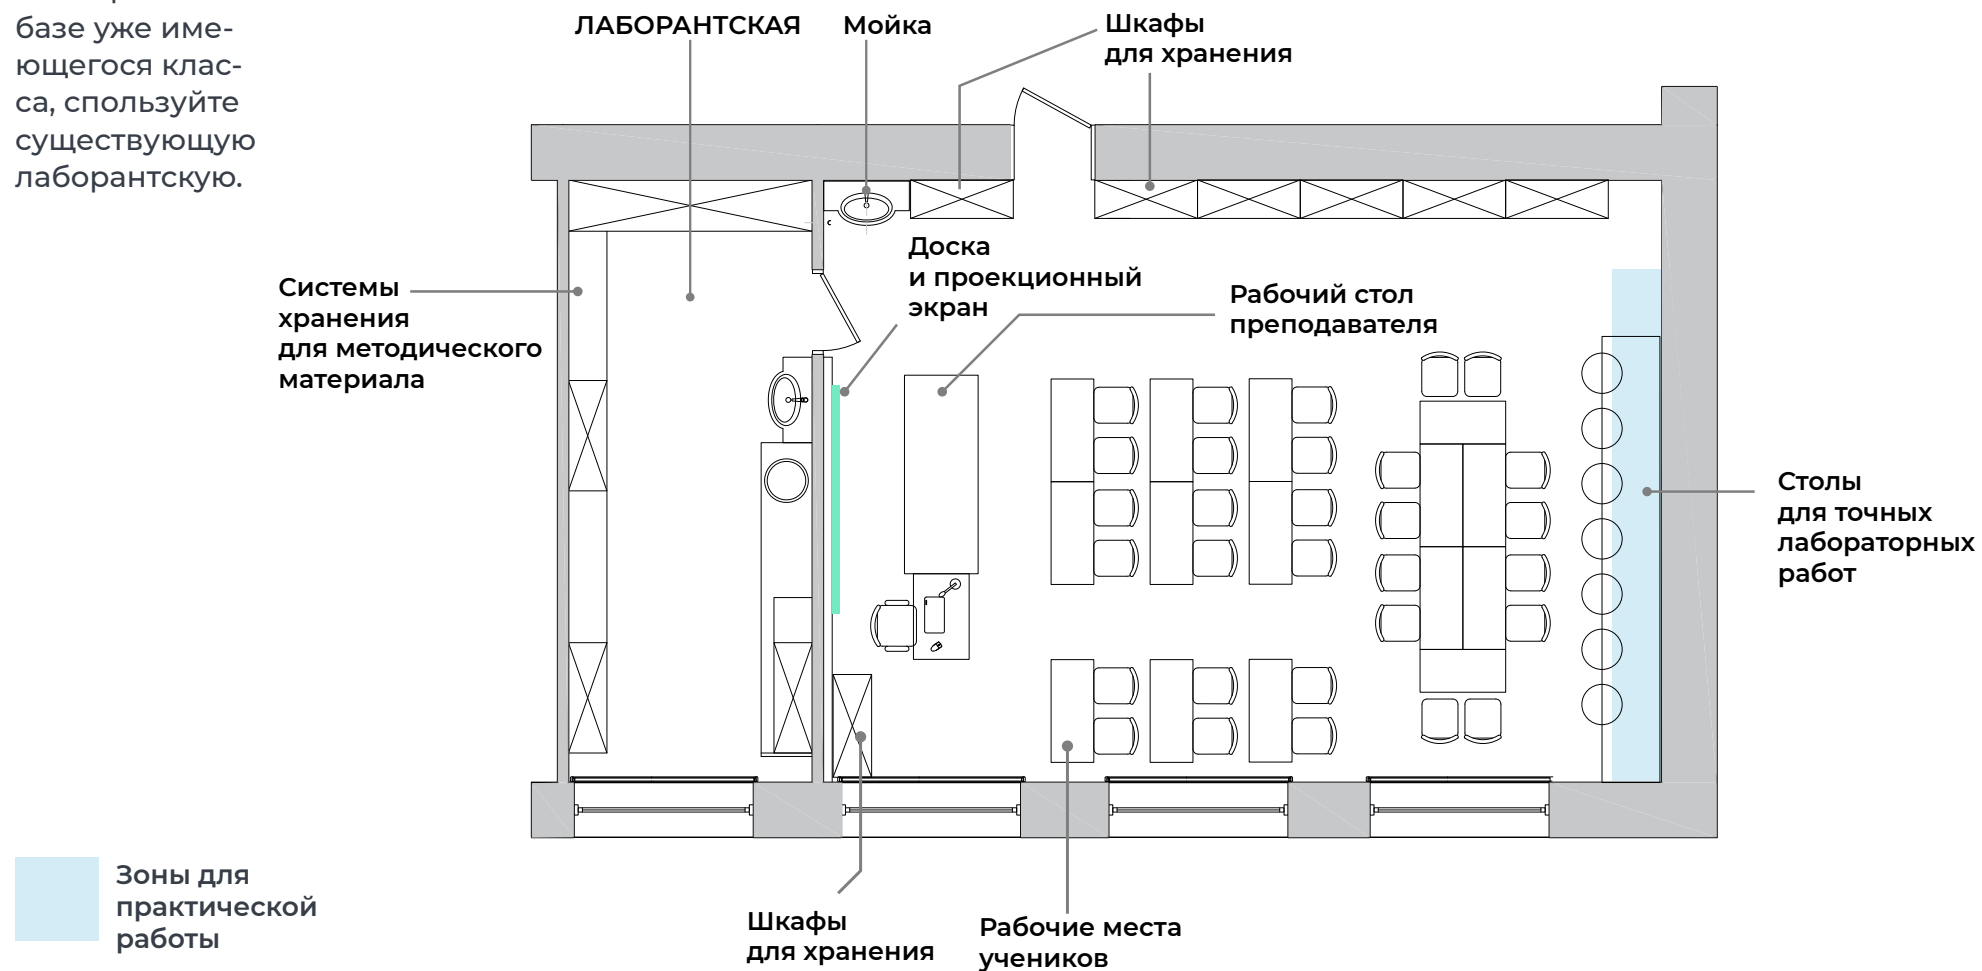 базе уже име-
ющегося клас-
са, спользуйте
существующую
лаборантскую.
ЛАБОРАНТСКАЯ
Мойка
Шкафы
для хранения
Системы
хранения
для методического
материала
Доска
и проекционный
экран
Рабочий стол
преподавателя
Столы
для точных
лабораторных
работ
Зоны для
практической
работы
Шкафы
для хранения
Рабочие места
учеников